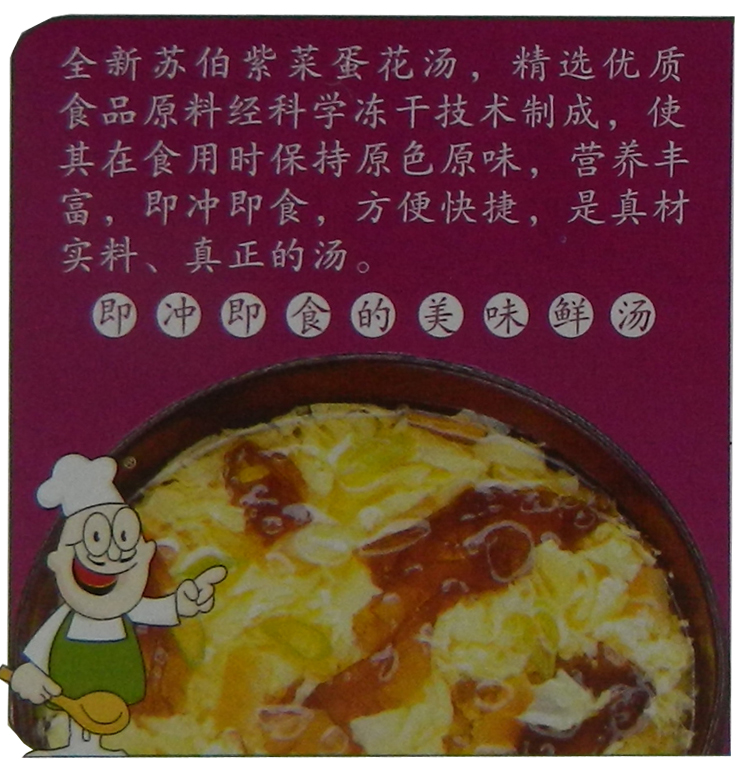 全新苏伯紫菜蛋花汤，精选优质
食品原料经科学冻干技术制成，使
其在食用时保持原色原味，营养丰
富，即冲即食，方便快捷，是真材
实料、真正的汤。
即冲即食的美味鲜汤